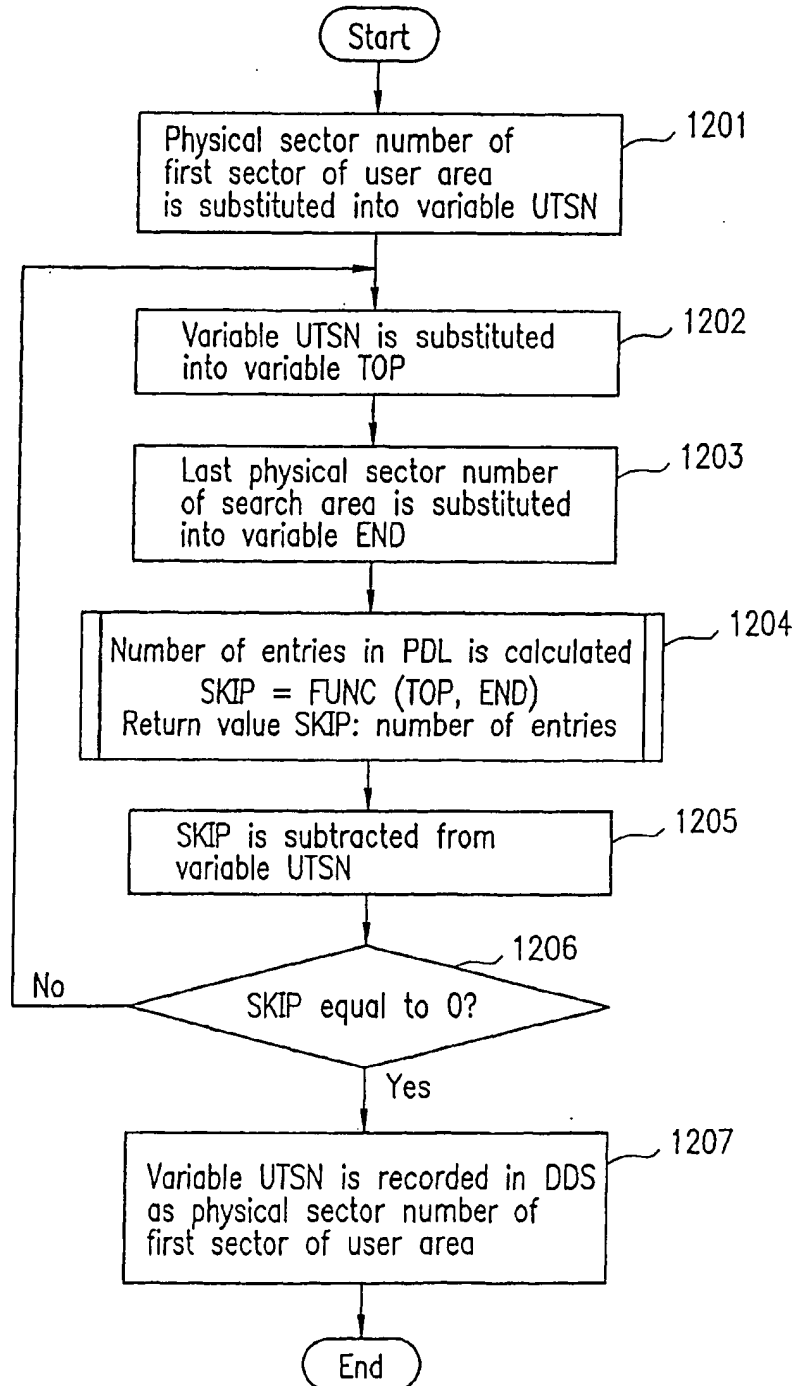 Start
1201
Physical sector number of
first sector of user area
is substituted into variable UTSN
1202
Variable UTSN is substituted
into variable TOP
1203
Last physical sector number
of search area is substituted
into variable END
1204
Number of entries in PDL is calculated
SKIP = FUNC (TOP, END)
Return value SKIP: number of entries
1205
SKIP is subtracted from
variable UTSN
1206
No
SKIP equal to 0?
Yes
1207
Variable UTSN is recorded in DDS
as physical sector number of
first sector of user area
End